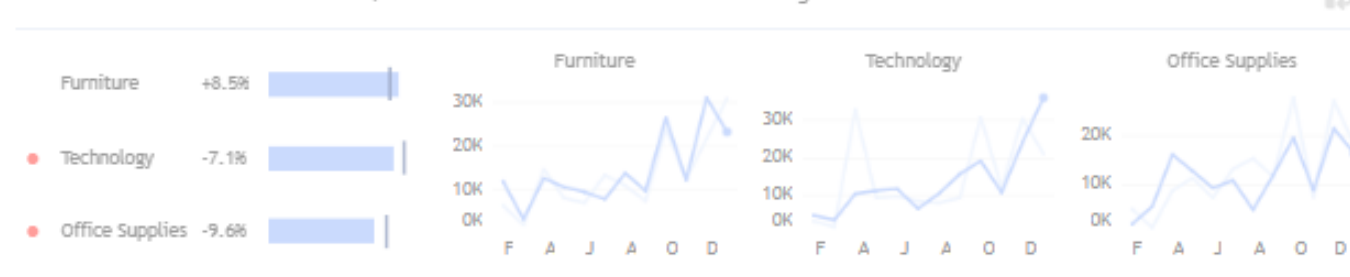 Furniture +8.5%
Technology -7.1%
Office Supplies -9.6%
Furniture
30K
20K
10K
0K
F A J A O D
Technology
30K
20K
10K
0K
F A J A O D
Office Supplies
20K
10K
0K
F A J A O D